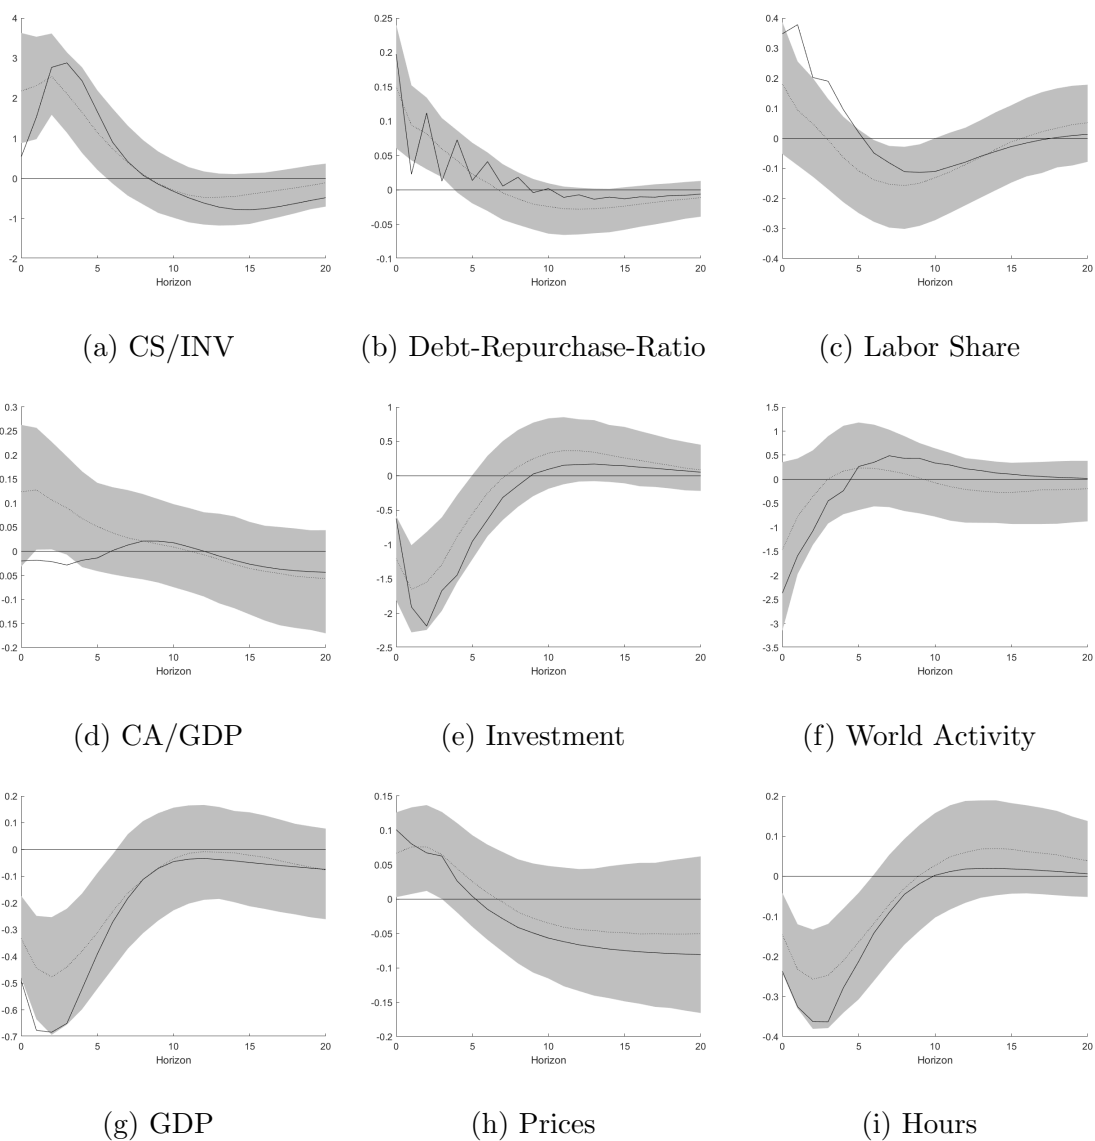 4
3
2
1
0
-1
-2
0 5 10 15 20
Horizon
(a) CS/INV
0.25
0.2
0.15
0.1
0.05
0
-0.05
-0.1
0 5 10 15 20
Horizon
(b) Debt-Repurchase-Ratio
0.4
0.3
0.2
0.1
0
-0.1
-0.2
-0.3
-0.4
0 5 10 15 20
Horizon
(c) Labor Share
0.3
0.25
0.2
0.15
0.1
0.05
0
0.05
-0.1
0.15
-0.2
0 5 10 15 20
Horizon
(d) CA/GDP
1
0.5
0
-0.5
-1
-1.5
-2
-2.5
0 5 10 15 20
Horizon
(e) Investment
1.5
1
0.5
0
-0.5
-1
-1.5
-2
-2.5
-3
-3.5
0 5 10 15 20
Horizon
(f) World Activity
0.2
0.1
0
-0.1
-0.2
-0.3
-0.4
-0.5
-0.6
-0.7
0 5 10 15 20
Horizon
(g) GDP
0.15
0.1
0.05
0
-0.05
-0.1
-0.15
-0.2
0 5 10 15 20
Horizon
(h) Prices
0.2
0.1
0
-0.1
-0.2
-0.3
-0.4
0 5 10 15 20
Horizon
(i) Hours